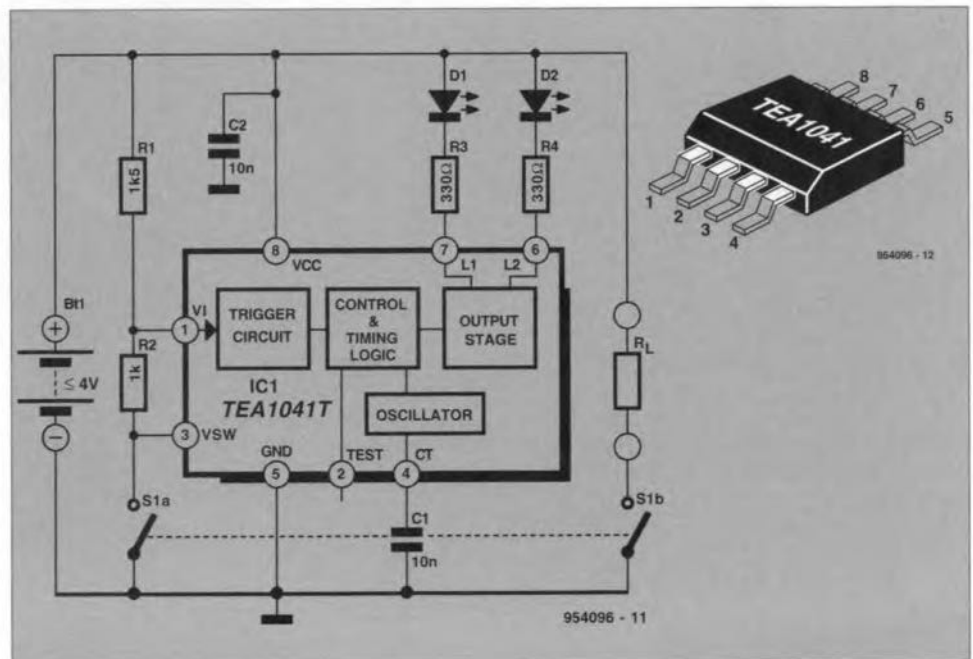 D1
D2
C2
10n
R1
1k5
R3
330Ω
R4
330Ω
8
VCC
7
6
L1
L2
Bt1
+
≤ 4V
−
VI
1
TRIGGER
CIRCUIT
CONTROL
&
TIMING
LOGIC
OUTPUT
STAGE
R2
1k
IC1
TEA1041T
OSCILLATOR
RL
3
VSW
GND
TEST
CT
5
2
4
S1a
C1
10n
S1b
954096 - 11
TEA1041
8
7
6
5
1
2
3
4
954096 - 12